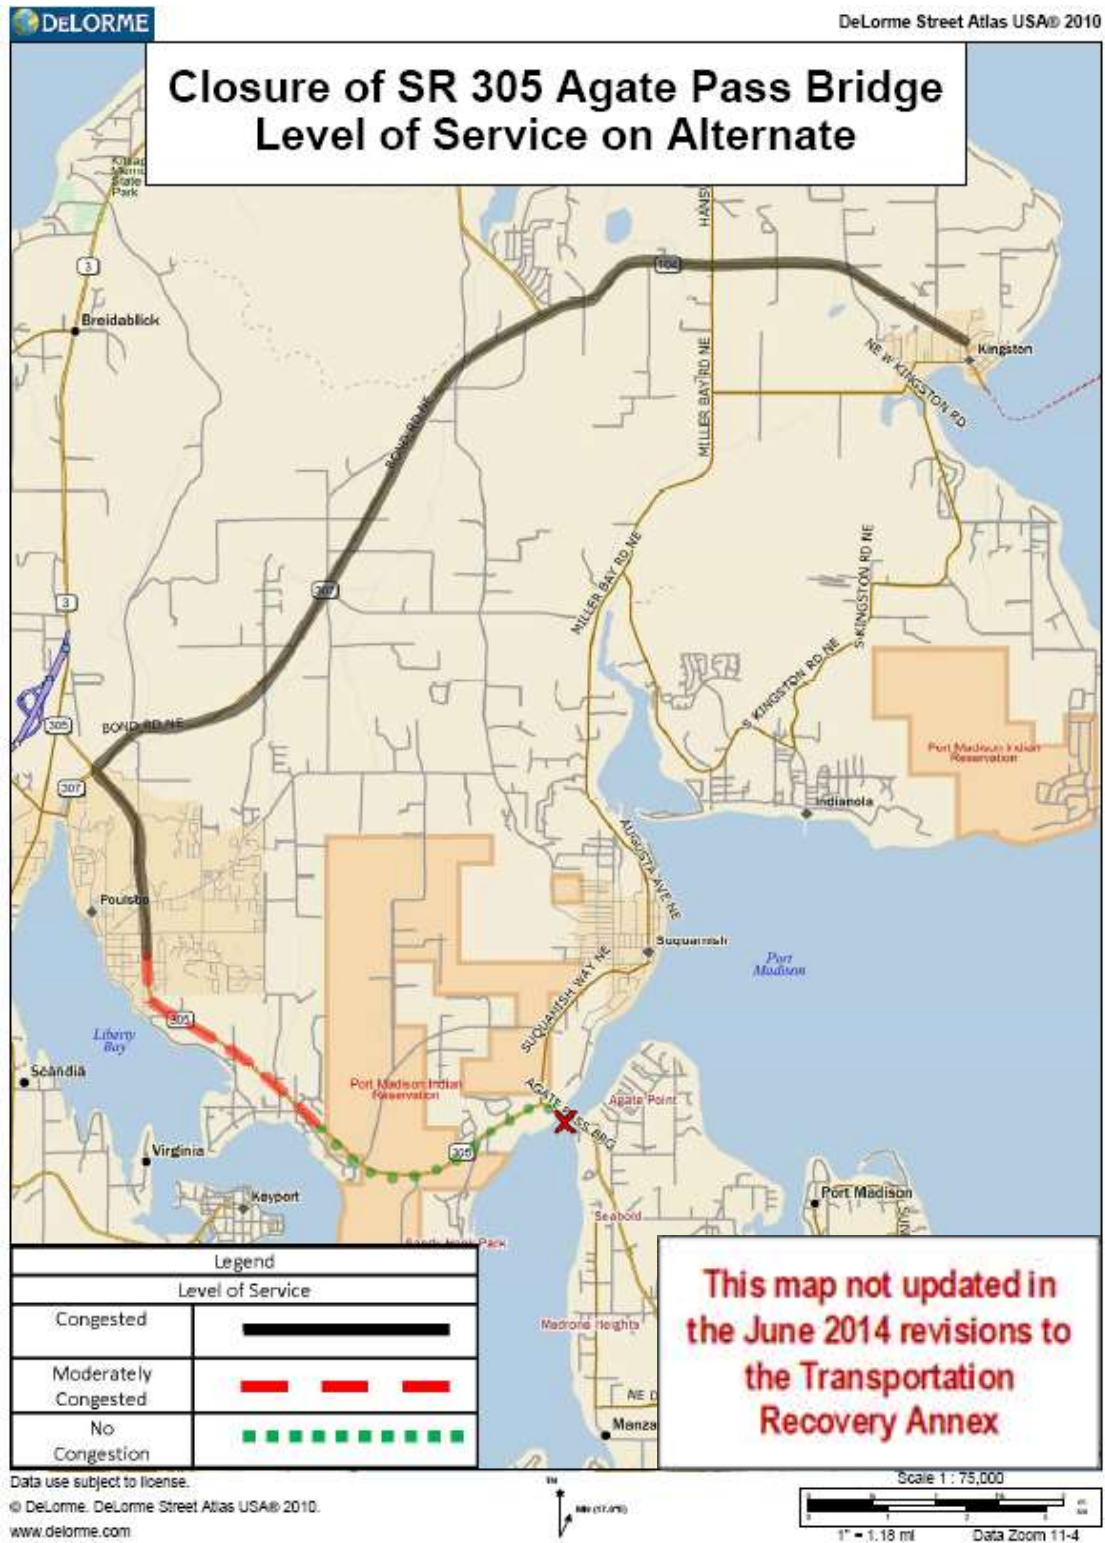 DELORME
DeLorme Street Atlas USA® 2010
Closure of SR 305 Agate Pass Bridge
Level of Service on Alternate
State
Park
3
104
Breidablick
Kingston
NE W KINGSTON RD
MILLER BAY RD NE
BOND RD NE
MILLER BAY RD NE
S KINGSTON RD NE
307
3
S KINGSTON RD NE
305
BOND RD NE
Port Madison Indian
Reservation
307
Indianola
AUGUSTA AVE NE
Poulsbo
Suquamish
SUQUAMISH WAY NE
Port
Madison
305
Liberty
Bay
Scandia
Port Madison Indian
Reservation
AGATE PASS BRG
Agate Point
305
Virginia
Keyport
Port Madison
Seabold
Madrona Heights
NE D
Manza
Legend
Level of Service
Congested
Moderately
Congested
No
Congestion
This map not updated in
the June 2014 revisions to
the Transportation
Recovery Annex
Data use subject to license.
© DeLorme. DeLorme Street Atlas USA® 2010.
www.delorme.com
TN
MN (17.0°E)
Scale 1 : 75,000
1" = 1.18 mi
Data Zoom 11-4